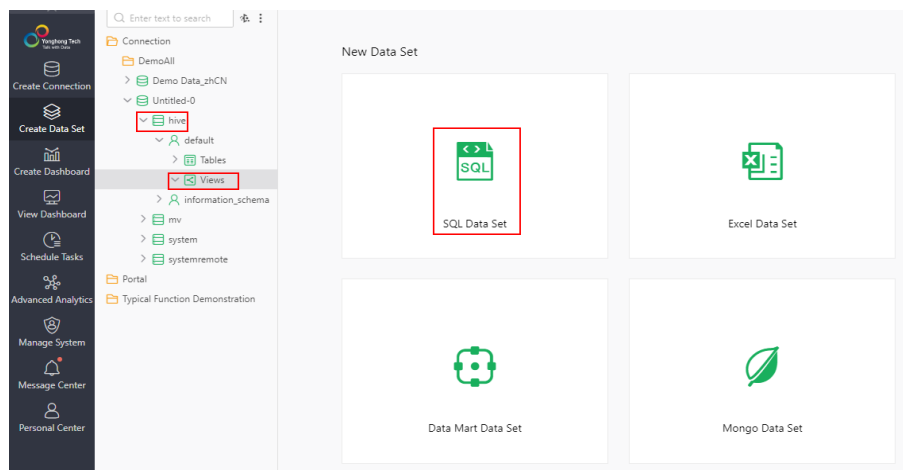 Yonghong Tech
Talk with Data
Create Connection
Create Data Set
Create Dashboard
View Dashboard
Schedule Tasks
Advanced Analytics
Manage System
Message Center
Personal Center
Enter text to search
Connection
DemoAll
Demo Data_zhCN
Untitled-0
hive
default
Tables
Views
information_schema
mv
system
systemremote
Portal
Typical Function Demonstration
New Data Set
SQL
SQL Data Set
Excel Data Set
Data Mart Data Set
Mongo Data Set